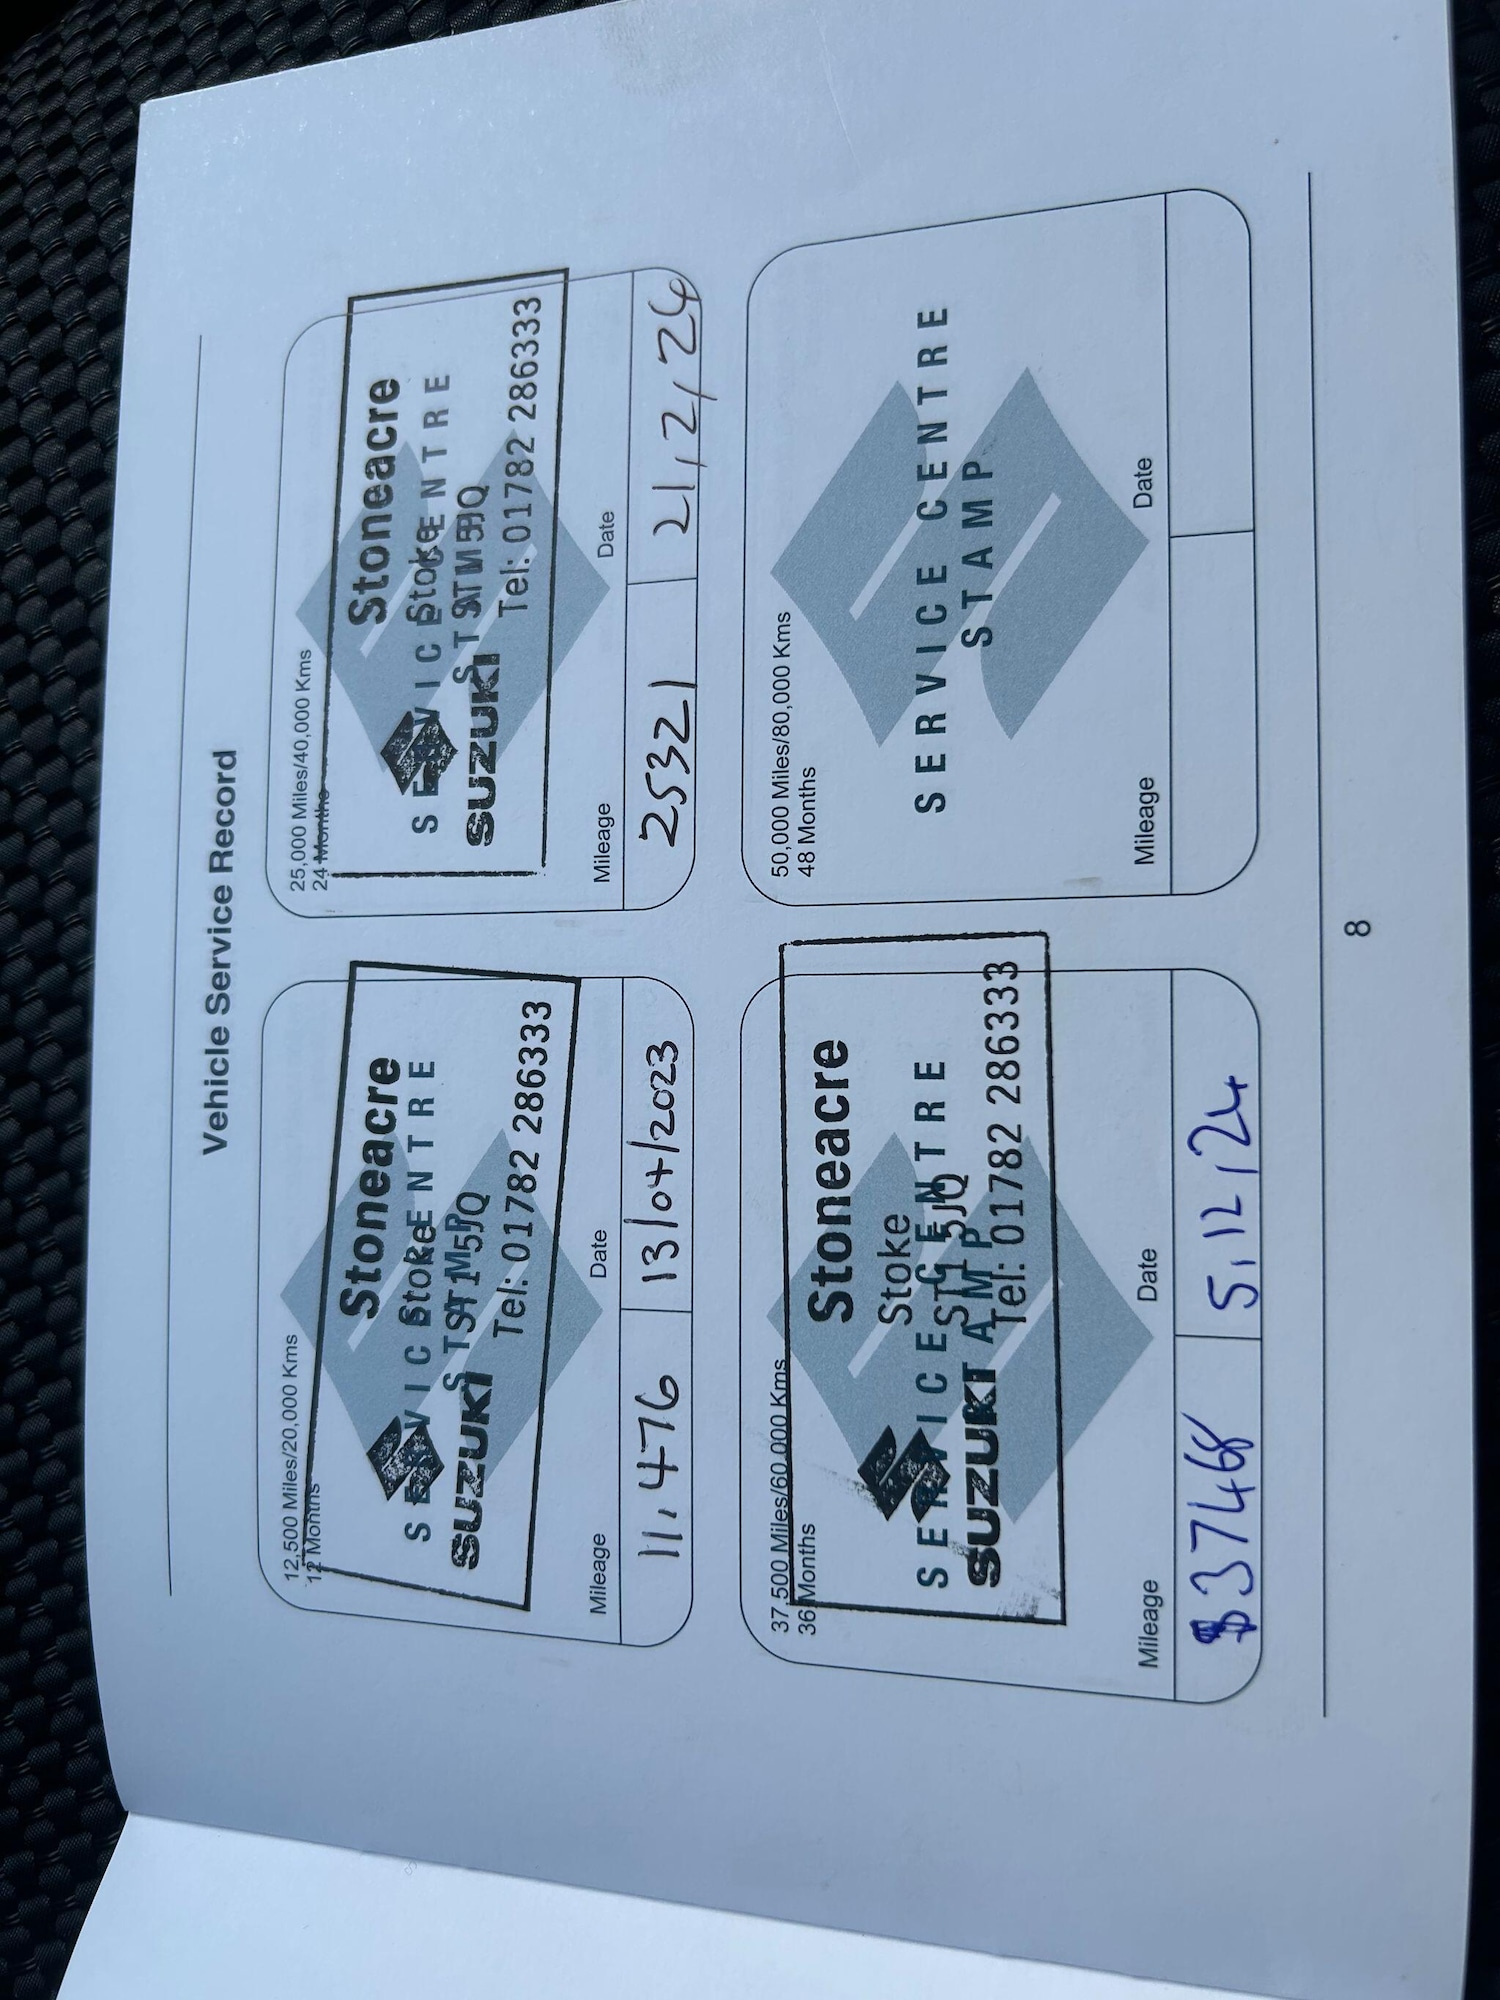 Vehicle Service Record
12,500 Miles/20,000 Kms
12 Months
Stoneacre
SERVICE CENTRE
Stoke
STAMP
ST1 5JQ
SUZUKI
Tel: 01782 286333
Mileage Date
11,476 13/04/2023
25,000 Miles/40,000 Kms
24 Months
Stoneacre
SERVICE CENTRE
Stoke
STAMP
SUZUKI
Tel: 01782 286333
Mileage Date
25321 21,2,24
37,500 Miles/60,000 Kms
36 Months
Stoneacre
Stoke
SERVICE CENTRE
ST1 5JQ
STAMP
SUZUKI
Tel: 01782 286333
Mileage Date
37468 5,12,24
50,000 Miles/80,000 Kms
48 Months
SERVICE CENTRE
STAMP
Mileage Date
8